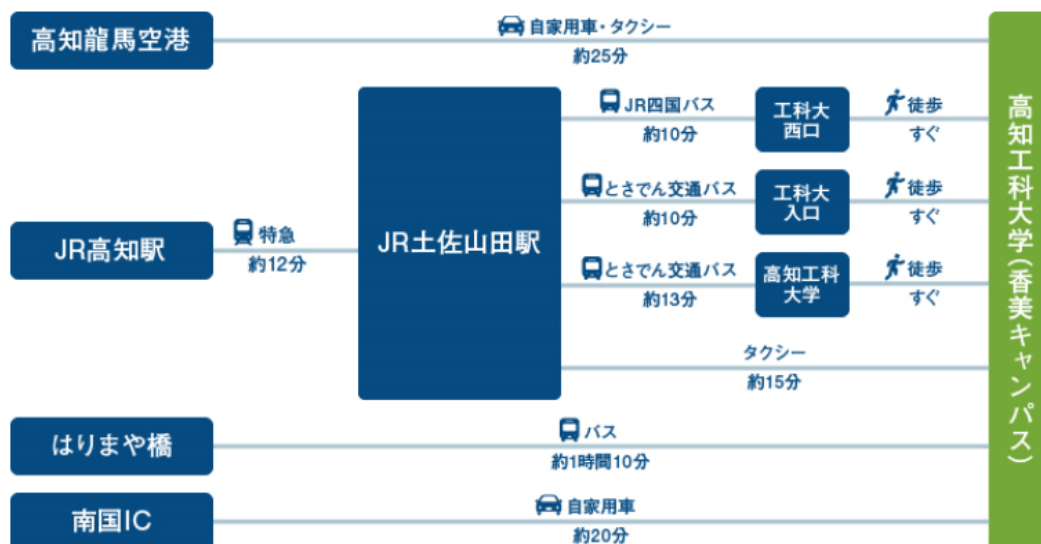 高知龍馬空港
自家用車・タクシー
約25分
JR高知駅
特急
約12分
JR土佐山田駅
JR四国バス
約10分
工科大
西口
徒歩
すぐ
とさでん交通バス
約10分
工科大
入口
徒歩
すぐ
とさでん交通バス
約13分
高知工科
大学
徒歩
すぐ
タクシー
約15分
はりまや橋
バス
約1時間10分
南国IC
自家用車
約20分
高知工科大学(香美キャンパス)